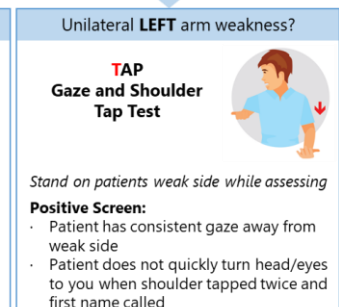 Unilateral LEFT arm weakness?
TAP
Gaze and Shoulder
Tap Test
Stand on patients weak side while assessing
Positive Screen:
· Patient has consistent gaze away from
weak side
· Patient does not quickly turn head/eyes
to you when shoulder tapped twice and
first name called